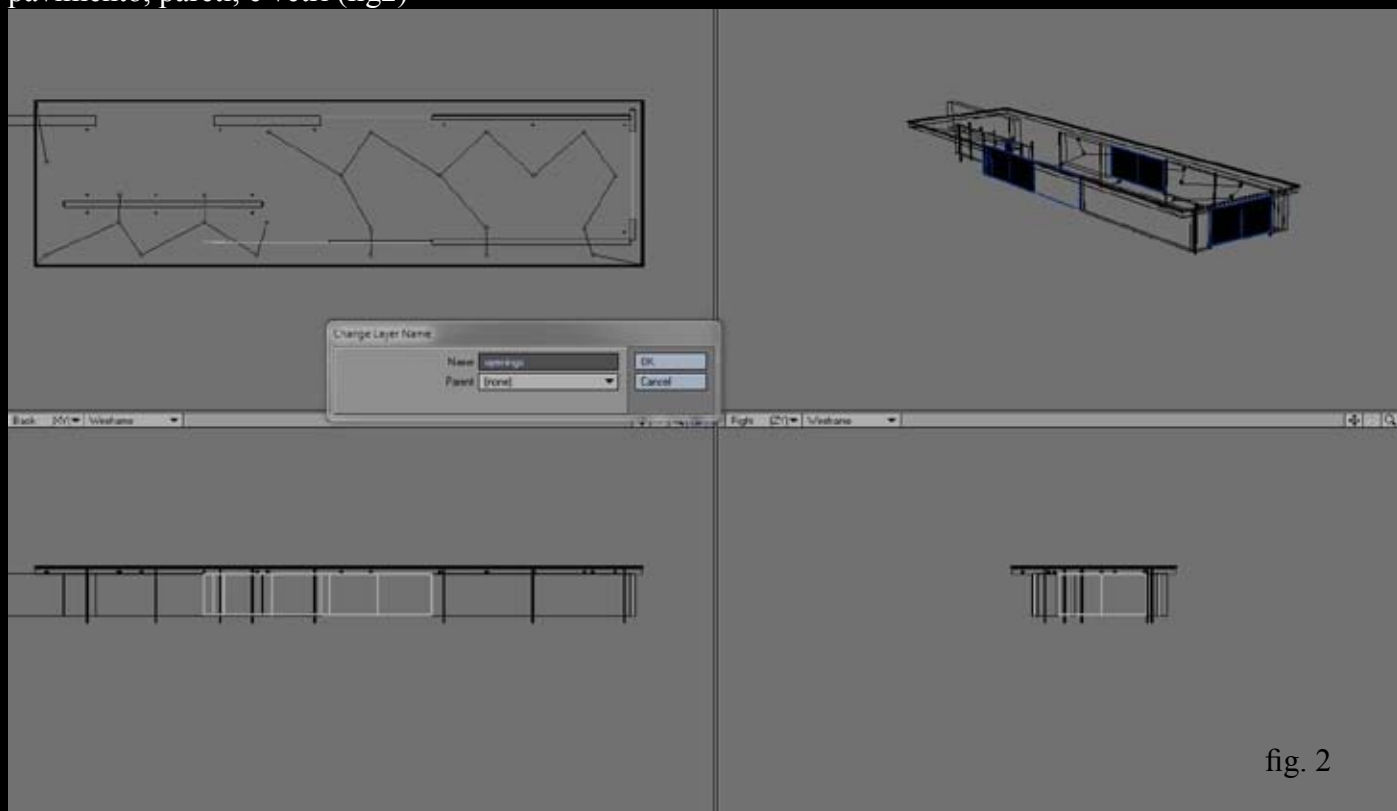 pavimento, pareti, e vetri (fig2)
Change Layer Name
Name openings OK
Parent (none) Cancel
Back (XY) Wireframe Right (ZY) Wireframe
fig. 2